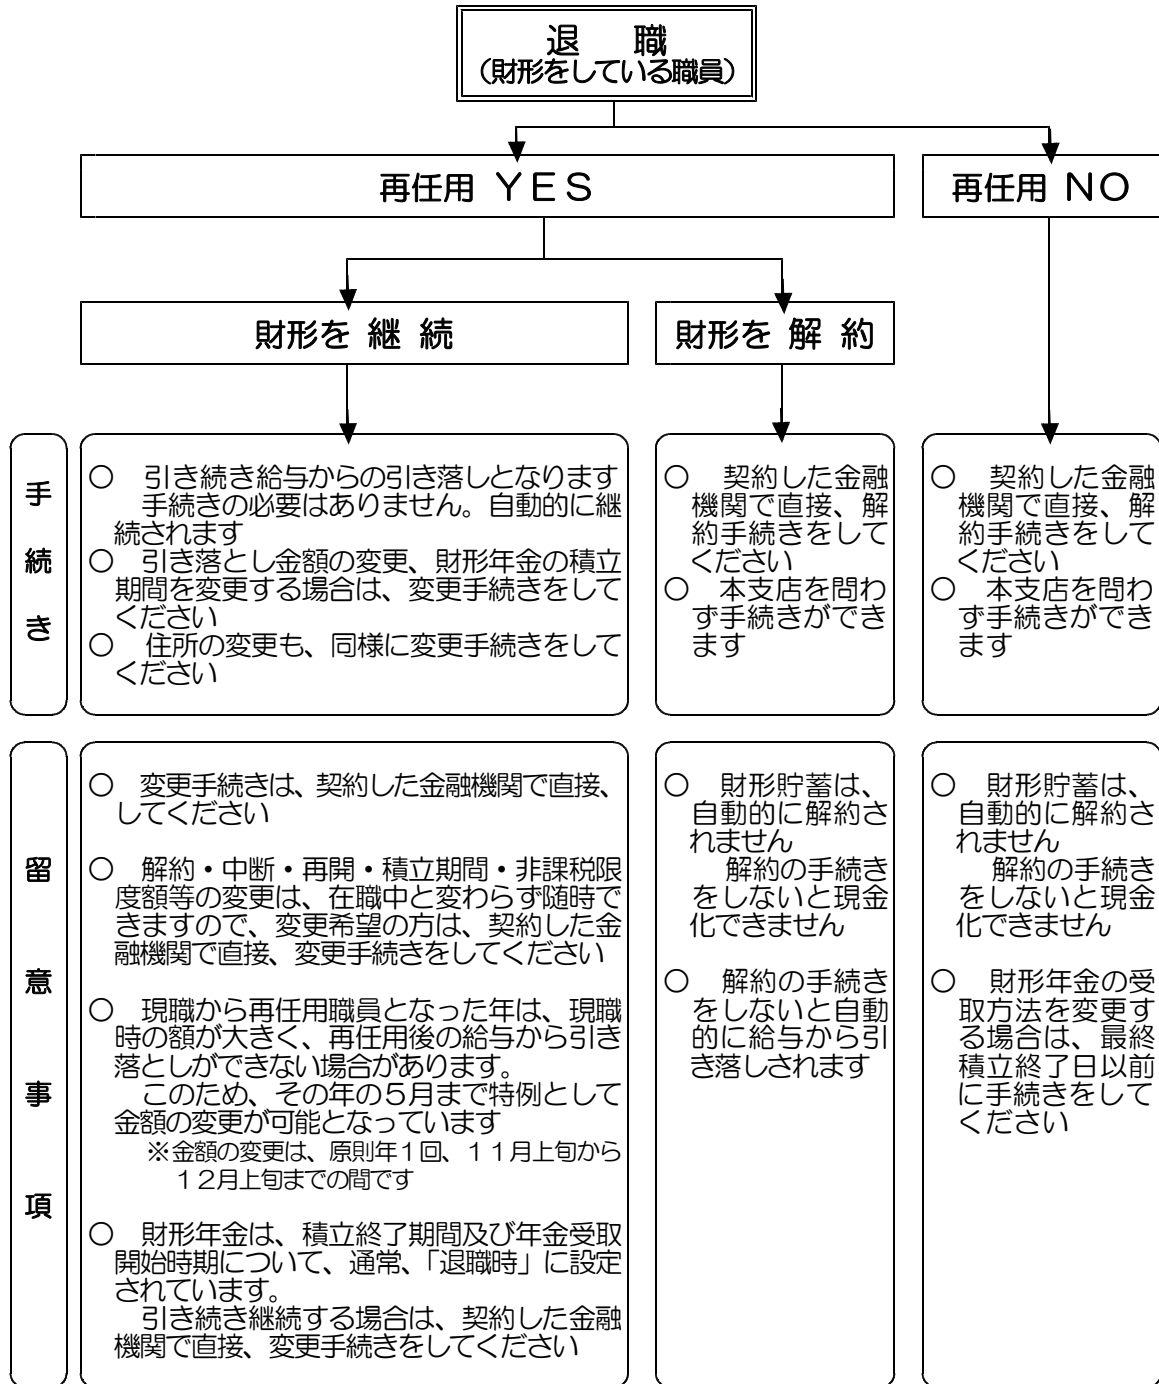 退　職
（財形をしている職員）
再任用 ＹＥＳ
再任用 ＮＯ
財形を 継 続
財形を 解 約
手続き
○　引き続き給与からの引き落しとなります
手続きの必要はありません。自動的に継
続されます
○　引き落とし金額の変更、財形年金の積立
期間を変更する場合は、変更手続きをして
ください
○　住所の変更も、同様に変更手続きをして
ください
○　契約した金融
機関で直接、解
約手続きをして
ください
○　本支店を問わ
ず手続きができ
ます
○　契約した金融
機関で直接、解
約手続きをして
ください
○　本支店を問わ
ず手続きができ
ます
留意事項
○　変更手続きは、契約した金融機関で直接、
してください
○　解約・中断・再開・積立期間・非課税限
度額等の変更は、在職中と変わらず随時で
きますので、変更希望の方は、契約した金
融機関で直接、変更手続きをしてください
○　現職から再任用職員となった年は、現職
時の額が大きく、再任用後の給与から引き
落としができない場合があります。
このため、その年の５月まで特例として
金額の変更が可能となっています
※金額の変更は、原則年１回、１１月上旬から
１２月上旬までの間です
○　財形年金は、積立終了期間及び年金受取
開始時期について、通常、「退職時」に設定
されています。
引き続き継続する場合は、契約した金融
機関で直接、変更手続きをしてください
○　財形貯蓄は、
自動的に解約さ
れません
解約の手続き
をしないと現金
化できません
○　解約の手続き
をしないと自動
的に給与から引
き落しされます
○　財形貯蓄は、
自動的に解約さ
れません
解約の手続き
をしないと現金
化できません
○　財形年金の受
取方法を変更す
る場合は、最終
積立終了日以前
に手続きをして
ください